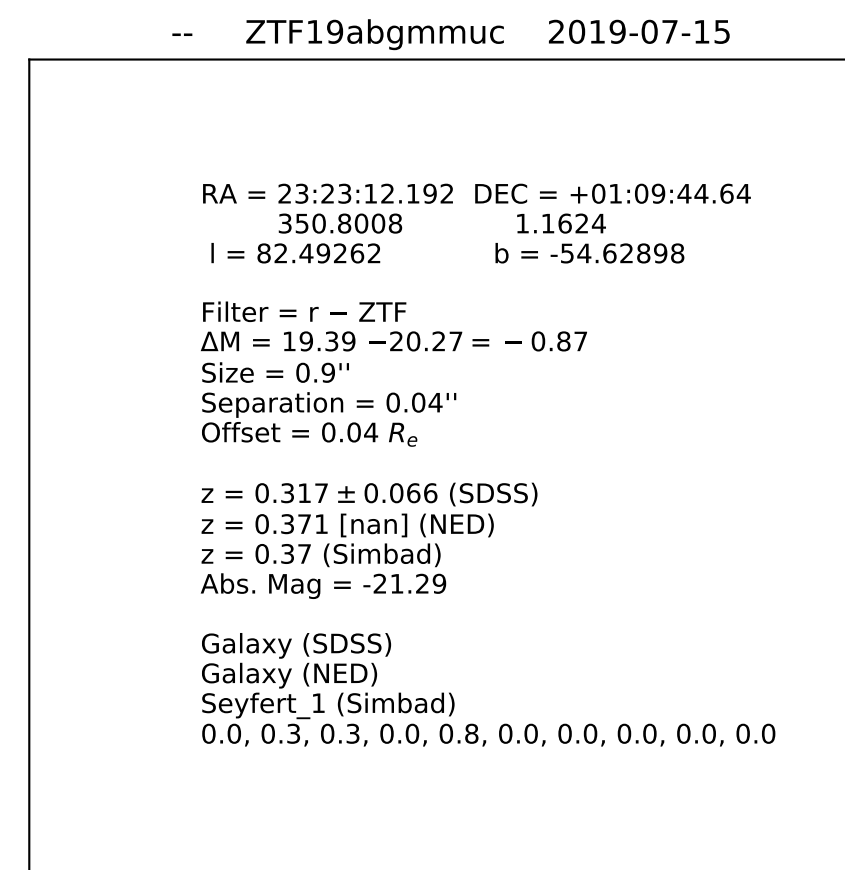 --     ZTF19abgmmuc    2019-07-15
RA = 23:23:12.192  DEC = +01:09:44.64
350.8008              1.1624
l = 82.49262              b = -54.62898
Filter = r − ZTF
ΔM = 19.39 −20.27 = − 0.87
Size = 0.9''
Separation = 0.04''
Offset = 0.04 Re
z = 0.317 ± 0.066 (SDSS)
z = 0.371 [nan] (NED)
z = 0.37 (Simbad)
Abs. Mag = -21.29
Galaxy (SDSS)
Galaxy (NED)
Seyfert_1 (Simbad)
0.0, 0.3, 0.3, 0.0, 0.8, 0.0, 0.0, 0.0, 0.0, 0.0